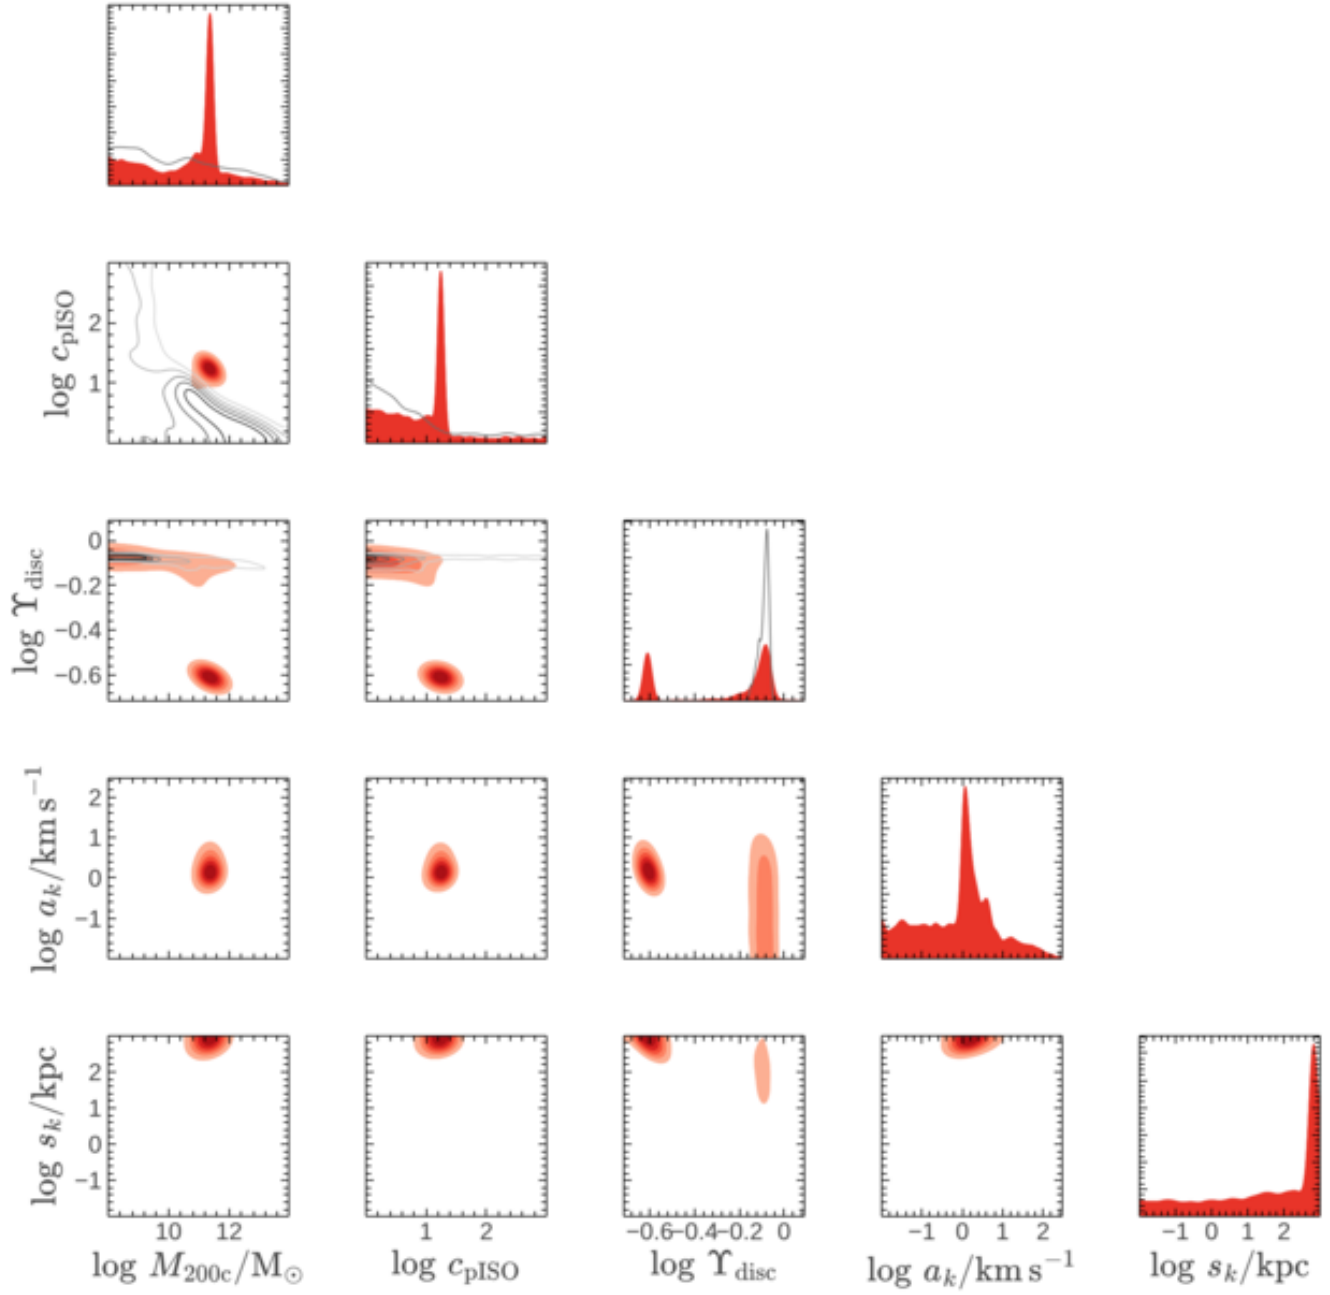 log c_pISO
2
1
log ϒ_disc
0
−0.2
−0.4
−0.6
log a_k/km s⁻¹
2
1
0
−1
log s_k/kpc
2
1
0
−1
10 12
1 2
−0.6−0.4−0.2 0
−1 0 1 2
−1 0 1 2
log M_200c/M_⊙
log c_pISO
log ϒ_disc
log a_k/km s⁻¹
log s_k/kpc